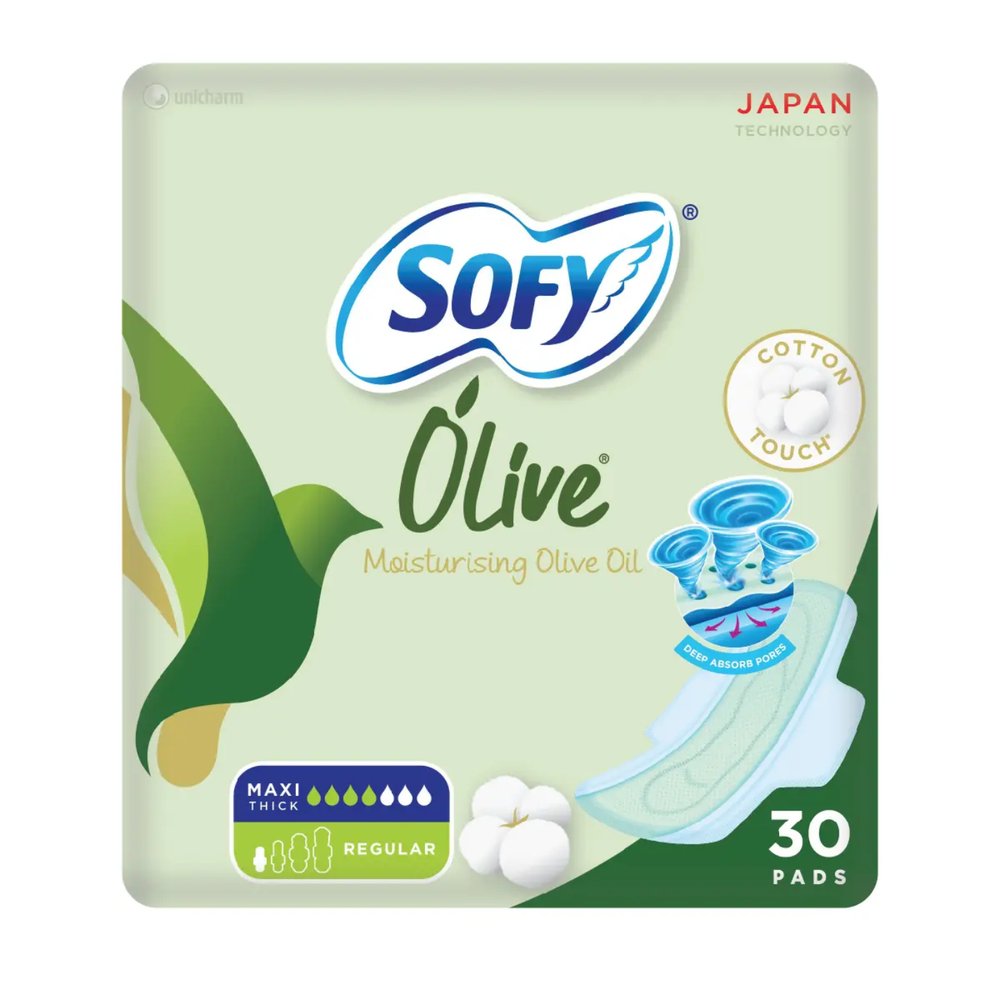 unicharm
JAPAN
TECHNOLOGY
SOFY®
Olive®
Moisturising Olive Oil
COTTON
TOUCH
DEEP ABSORB PORES
MAXI
THICK
REGULAR
30
PADS